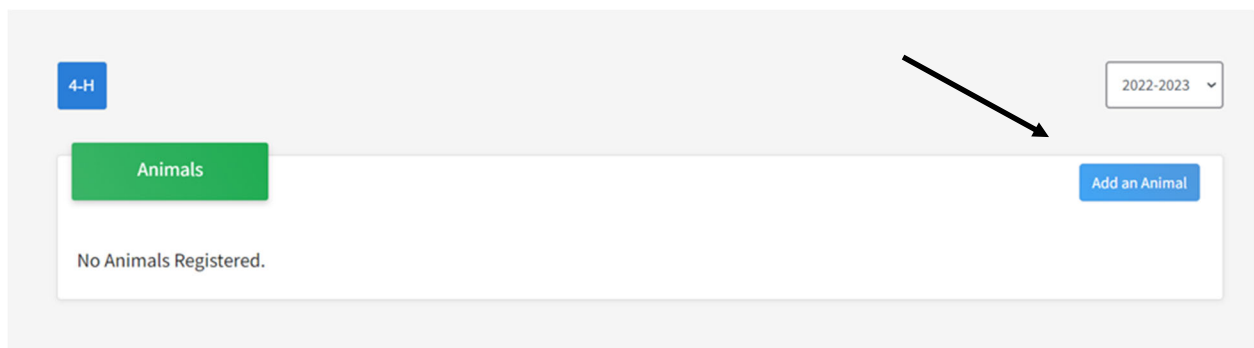 4-H
2022-2023
Animals
Add an Animal
No Animals Registered.